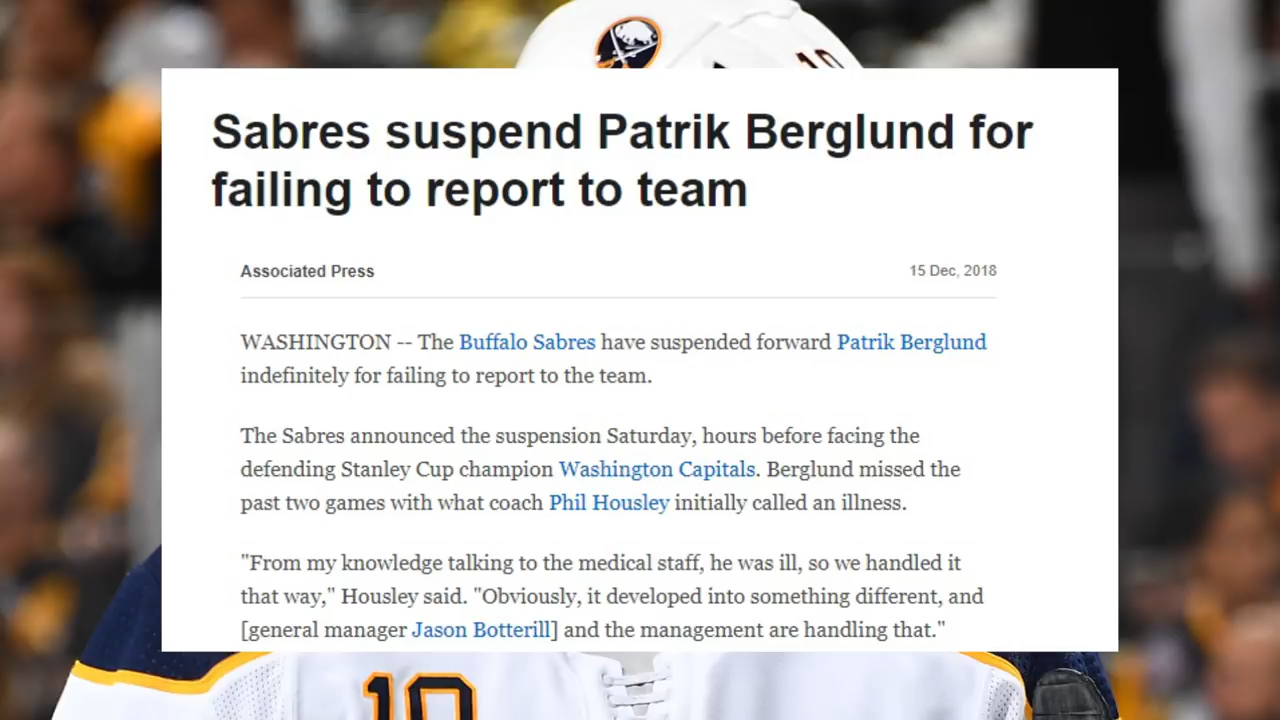 Sabres suspend Patrik Berglund for
failing to report to team
Associated Press
15 Dec, 2018
WASHINGTON -- The Buffalo Sabres have suspended forward Patrik Berglund
indefinitely for failing to report to the team.
The Sabres announced the suspension Saturday, hours before facing the
defending Stanley Cup champion Washington Capitals. Berglund missed the
past two games with what coach Phil Housley initially called an illness.
"From my knowledge talking to the medical staff, he was ill, so we handled it
that way," Housley said. "Obviously, it developed into something different, and
[general manager Jason Botterill] and the management are handling that."
10